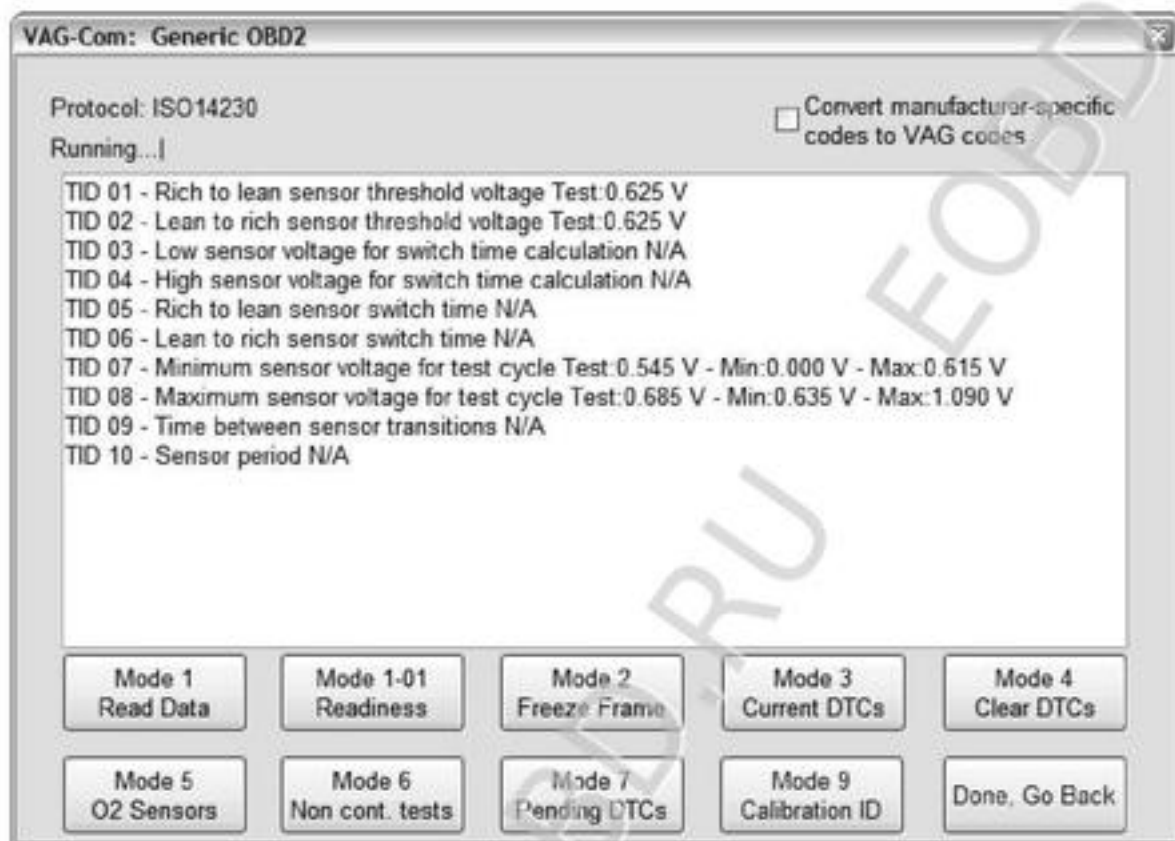 VAG-Com: Generic OBD2
Protocol: ISO14230
Convert manufacturer-specific
codes to VAG codes
Running...|
TID 01 - Rich to lean sensor threshold voltage Test:0.625 V
TID 02 - Lean to rich sensor threshold voltage Test:0.625 V
TID 03 - Low sensor voltage for switch time calculation N/A
TID 04 - High sensor voltage for switch time calculation N/A
TID 05 - Rich to lean sensor switch time N/A
TID 06 - Lean to rich sensor switch time N/A
TID 07 - Minimum sensor voltage for test cycle Test:0.545 V - Min:0.000 V - Max:0.615 V
TID 08 - Maximum sensor voltage for test cycle Test:0.685 V - Min:0.635 V - Max:1.090 V
TID 09 - Time between sensor transitions N/A
TID 10 - Sensor period N/A
Mode 1
Read Data
Mode 1-01
Readiness
Mode 2
Freeze Frame
Mode 3
Current DTCs
Mode 4
Clear DTCs
Mode 5
O2 Sensors
Mode 6
Non cont. tests
Mode 7
Pending DTCs
Mode 9
Calibration ID
Done, Go Back
BD.RU EOBD